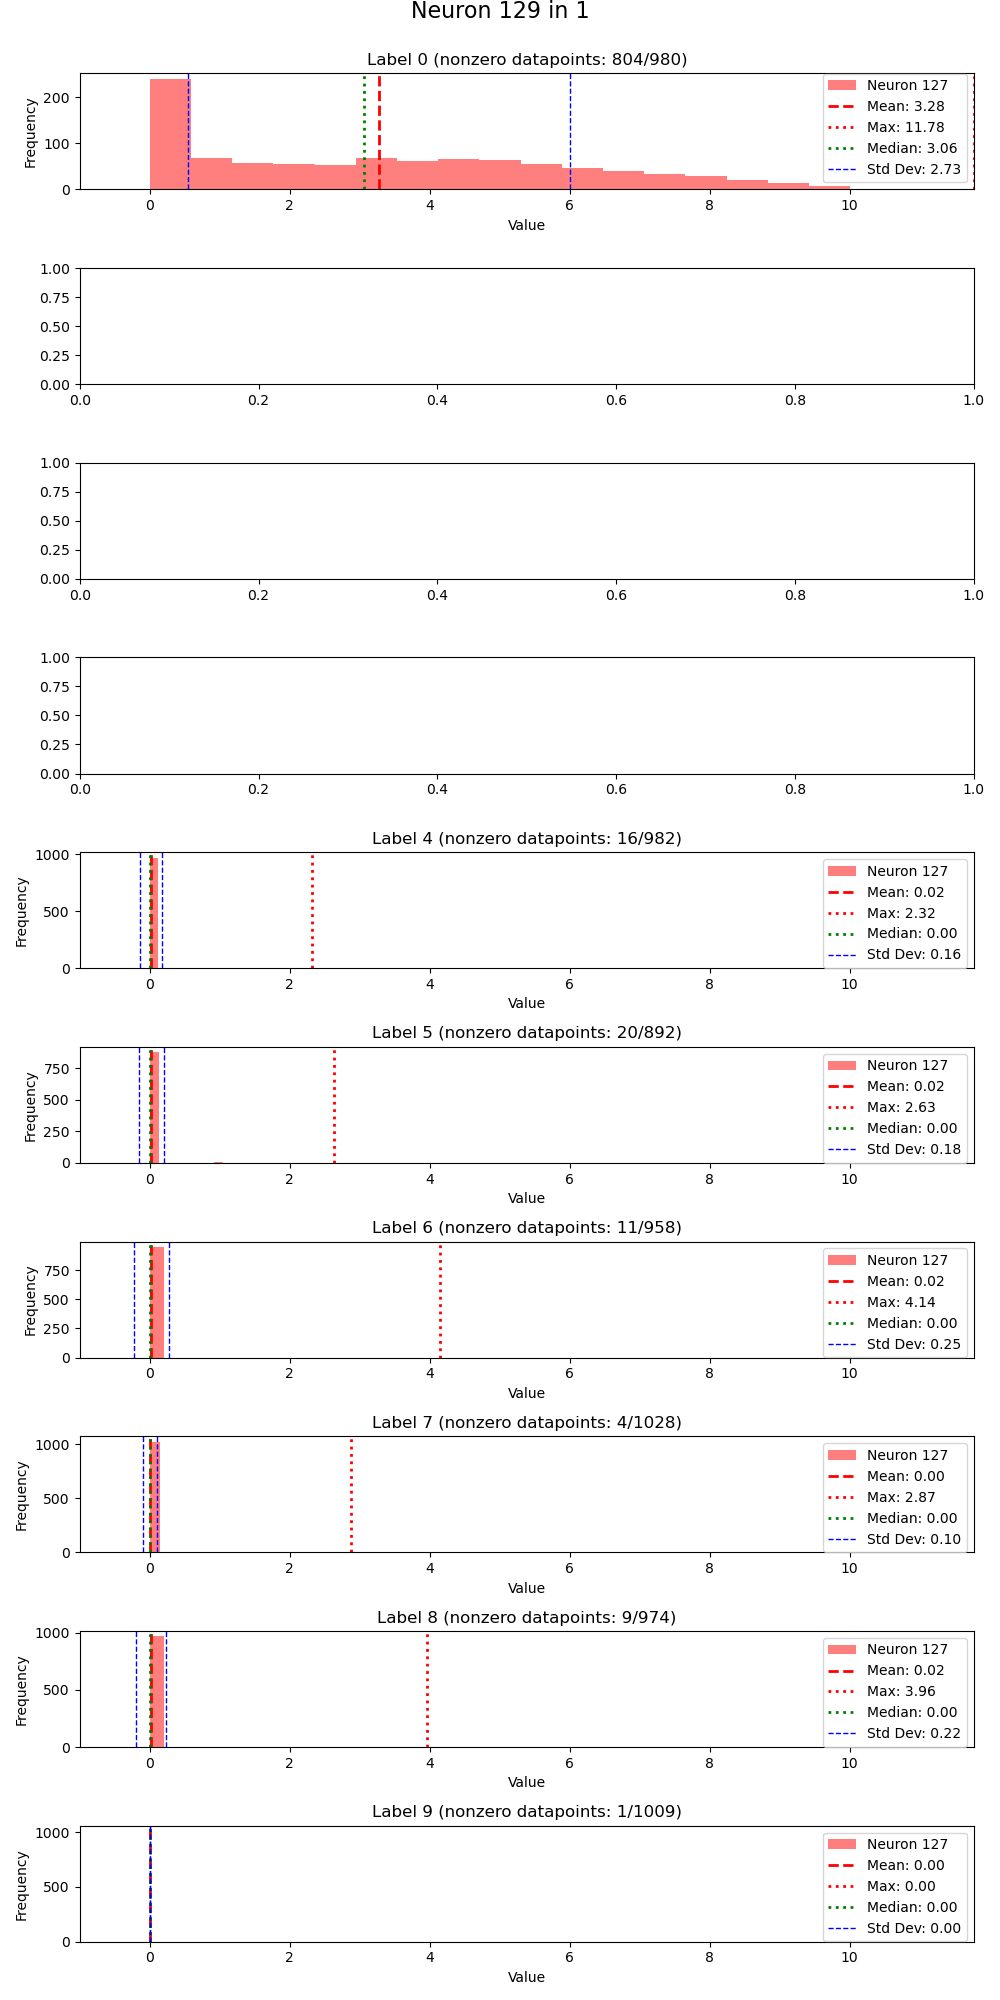 Neuron 129 in 1
Label 0 (nonzero datapoints: 804/980)
Frequency
200
100
0
Neuron 127
Mean: 3.28
Max: 11.78
Median: 3.06
Std Dev: 2.73
0 2 4 6 8 10
Value
1.00
0.75
0.50
0.25
0.00
0.0 0.2 0.4 0.6 0.8 1.0
1.00
0.75
0.50
0.25
0.00
0.0 0.2 0.4 0.6 0.8 1.0
1.00
0.75
0.50
0.25
0.00
0.0 0.2 0.4 0.6 0.8 1.0
Label 4 (nonzero datapoints: 16/982)
Frequency
1000
500
0
Neuron 127
Mean: 0.02
Max: 2.32
Median: 0.00
Std Dev: 0.16
0 2 4 6 8 10
Value
Label 5 (nonzero datapoints: 20/892)
Frequency
750
500
250
0
Neuron 127
Mean: 0.02
Max: 2.63
Median: 0.00
Std Dev: 0.18
0 2 4 6 8 10
Value
Label 6 (nonzero datapoints: 11/958)
Frequency
750
500
250
0
Neuron 127
Mean: 0.02
Max: 4.14
Median: 0.00
Std Dev: 0.25
0 2 4 6 8 10
Value
Label 7 (nonzero datapoints: 4/1028)
Frequency
1000
500
0
Neuron 127
Mean: 0.00
Max: 2.87
Median: 0.00
Std Dev: 0.10
0 2 4 6 8 10
Value
Label 8 (nonzero datapoints: 9/974)
Frequency
1000
500
0
Neuron 127
Mean: 0.02
Max: 3.96
Median: 0.00
Std Dev: 0.22
0 2 4 6 8 10
Value
Label 9 (nonzero datapoints: 1/1009)
Frequency
1000
500
0
Neuron 127
Mean: 0.00
Max: 0.00
Median: 0.00
Std Dev: 0.00
0 2 4 6 8 10
Value